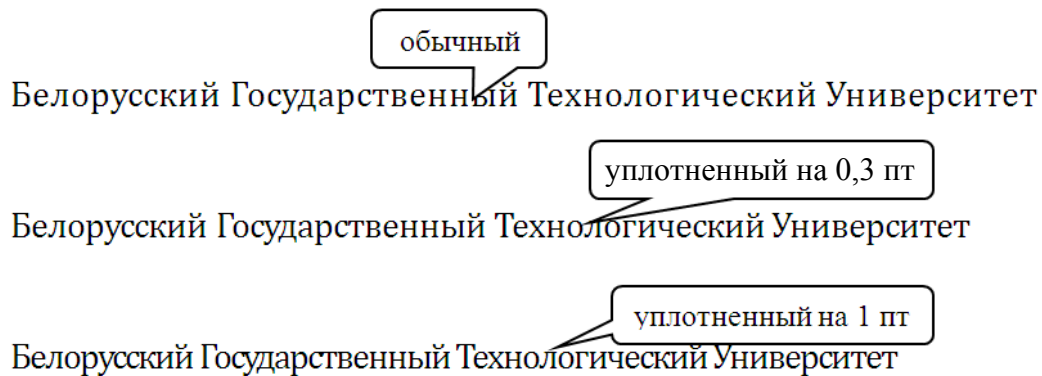 обычный
Белорусский Государственный Технологический Университет
уплотненный на 0,3 пт
Белорусский Государственный Технологический Университет
уплотненный на 1 пт
Белорусский Государственный Технологический Университет